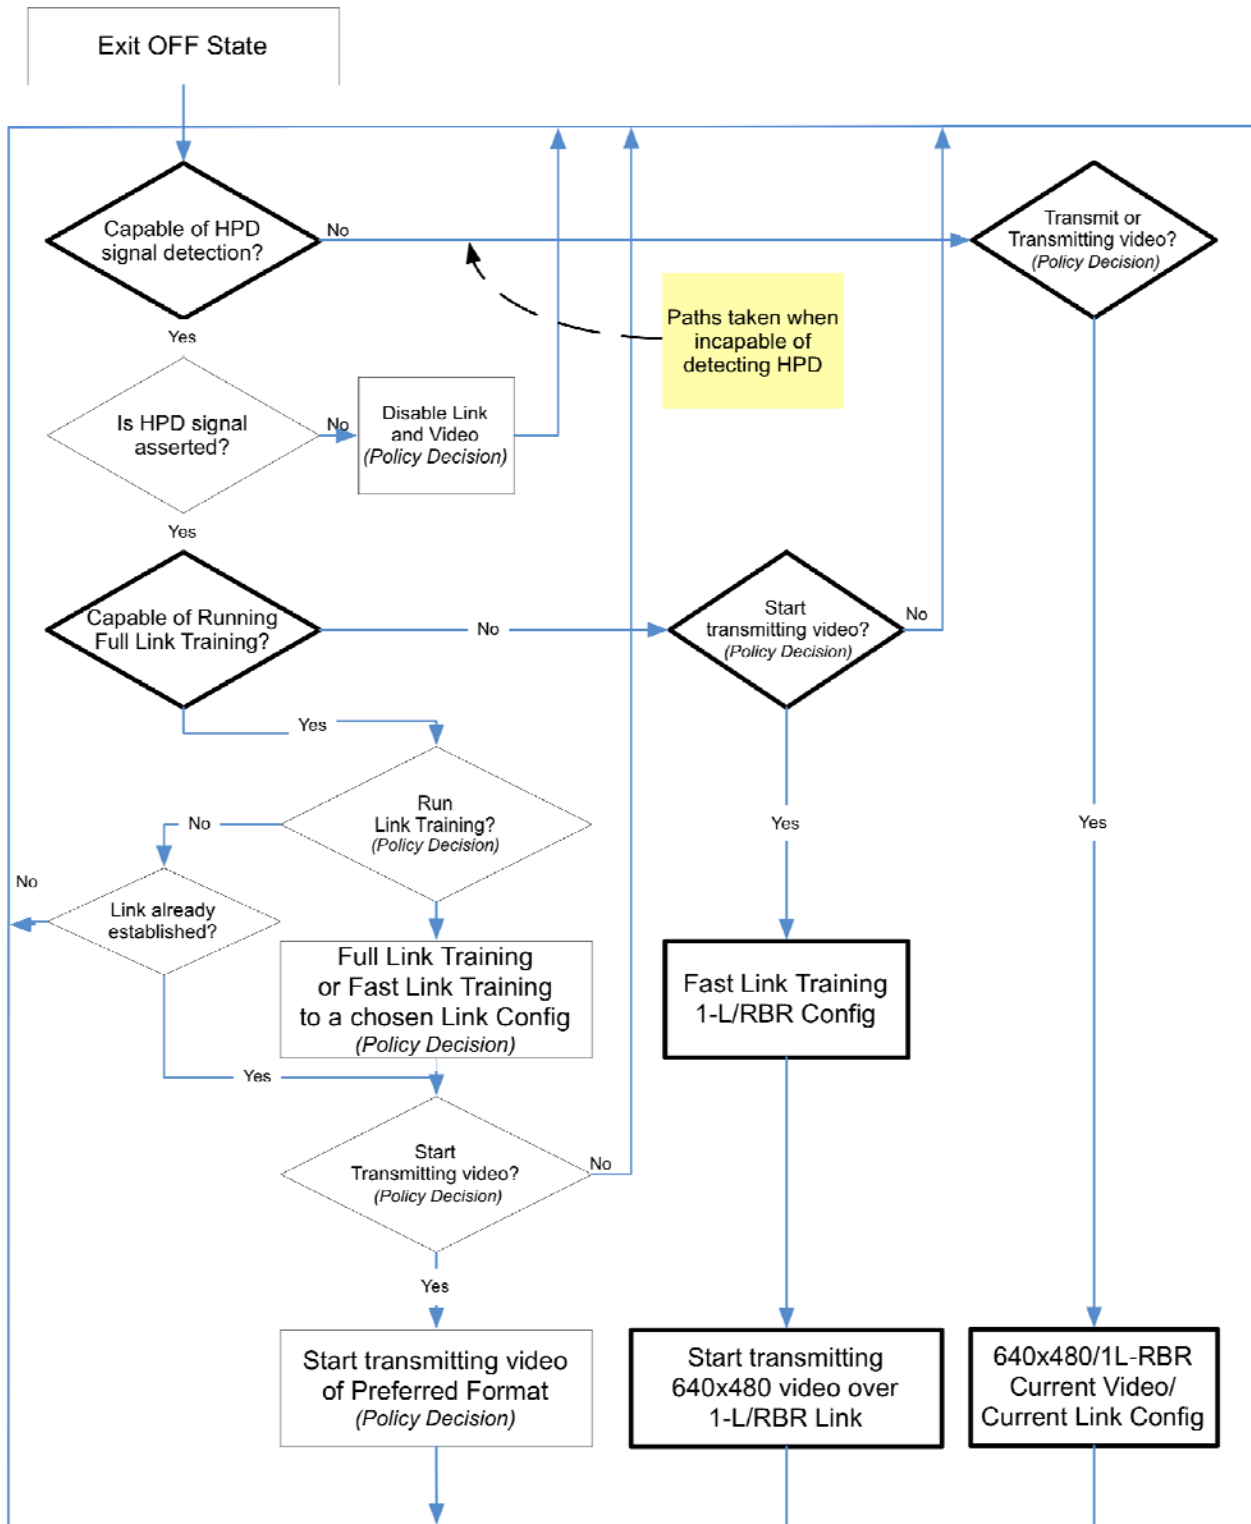 Exit OFF State
Capable of HPD
signal detection?
No
Transmit or
Transmitting video?
(Policy Decision)
Paths taken when
incapable of
detecting HPD
Yes
Is HPD signal
asserted?
No
Disable Link
and Video
(Policy Decision)
Yes
Capable of Running
Full Link Training?
No
Start
transmitting video?
(Policy Decision)
No
Yes
Run
Link Training?
(Policy Decision)
No
Yes
Yes
No
Link already
established?
Full Link Training
or Fast Link Training
to a chosen Link Config
(Policy Decision)
Fast Link Training
1-L/RBR Config
Yes
Start
Transmitting video?
(Policy Decision)
No
Yes
Start transmitting video
of Preferred Format
(Policy Decision)
Start transmitting
640x480 video over
1-L/RBR Link
640x480/1L-RBR
Current Video/
Current Link Config